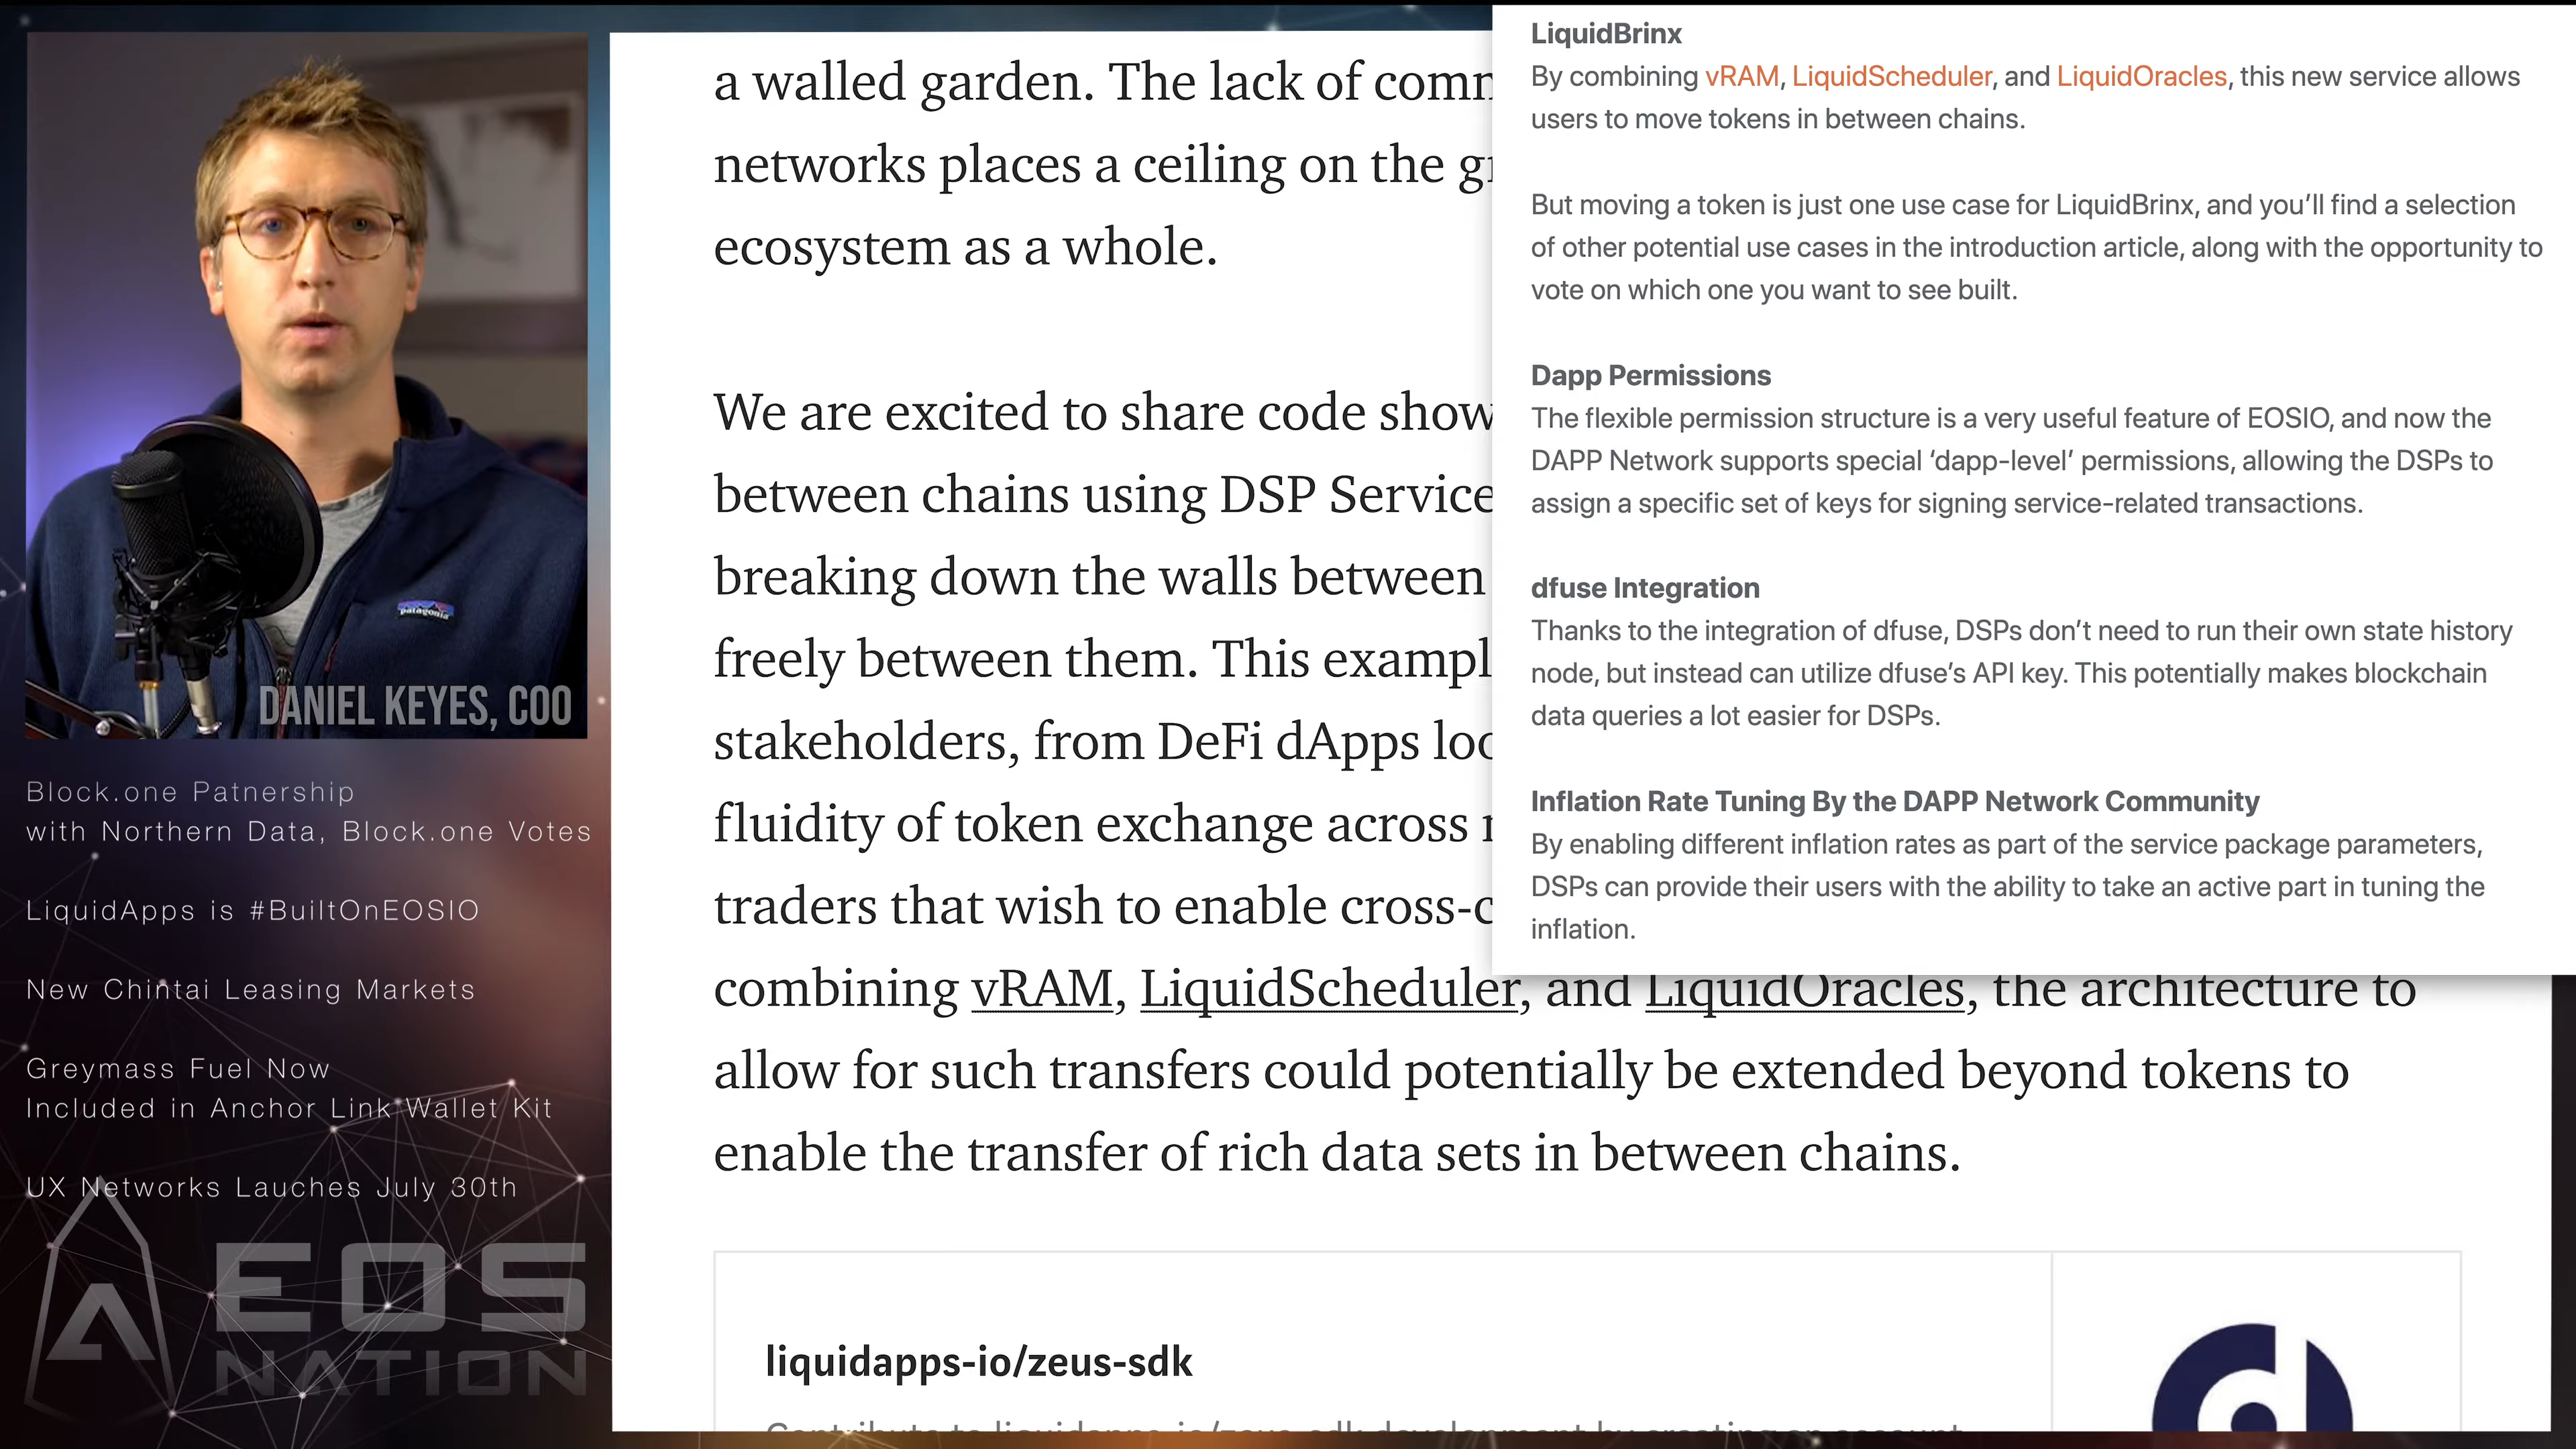 patagonia
DANIEL KEYES, COO
Block.one Patnership
with Northern Data, Block.one Votes
LiquidApps is #BuiltOnEOSIO
New Chintai Leasing Markets
Greymass Fuel Now
Included in Anchor Link Wallet Kit
UX Networks Lauches July 30th
EOS
NATION
a walled garden. The lack of
networks places a ceiling on the
ecosystem as a whole.
We are excited to share code
between chains using DSP
breaking down the walls between
freely between them. This
stakeholders, from DeFi dApps
fluidity of token exchange across
traders that wish to enable
combining vRAM, LiquidScheduler, and LiquidOracles, the architecture to
allow for such transfers could potentially be extended beyond tokens to
enable the transfer of rich data sets in between chains.
liquidapps-io/zeus-sdk
Contribute to liquidapps-io/zeus-sdk development by creating an account
LiquidBrinx
By combining vRAM, LiquidScheduler, and LiquidOracles, this new service allows
users to move tokens in between chains.
But moving a token is just one use case for LiquidBrinx, and you’ll find a selection
of other potential use cases in the introduction article, along with the opportunity to
vote on which one you want to see built.
Dapp Permissions
The flexible permission structure is a very useful feature of EOSIO, and now the
DAPP Network supports special ‘dapp-level’ permissions, allowing the DSPs to
assign a specific set of keys for signing service-related transactions.
dfuse Integration
Thanks to the integration of dfuse, DSPs don’t need to run their own state history
node, but instead can utilize dfuse’s API key. This potentially makes blockchain
data queries a lot easier for DSPs.
Inflation Rate Tuning By the DAPP Network Community
By enabling different inflation rates as part of the service package parameters,
DSPs can provide their users with the ability to take an active part in tuning the
inflation.